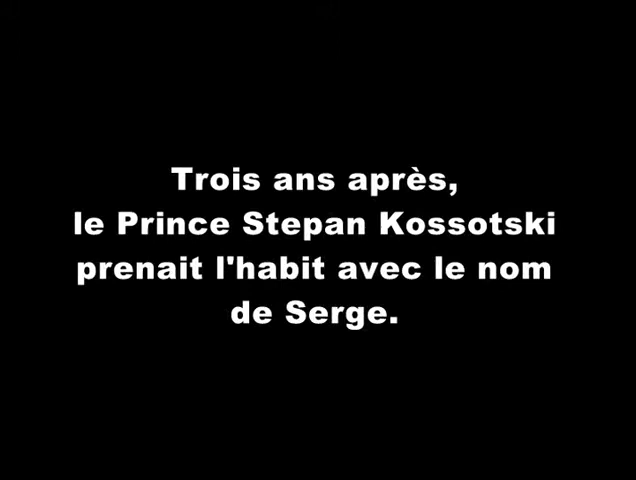 Trois ans après,
le Prince Stepan Kossotski
prenait l'habit avec le nom
de Serge.